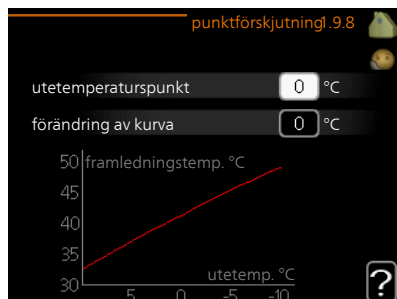 punktförskjutning1.9.8
utetemperaturspunkt 0 °C
förändring av kurva 0 °C
50 framledningstemp. °C
45
40
35
30
utetemp. °C
5 0 -5 -10
?